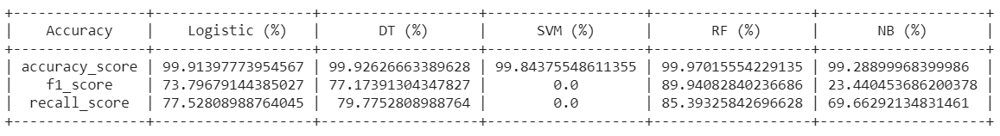 +----------------+-------------------+-------------------+-------------------+-------------------+--------------------+
|    Accuracy    |    Logistic (%)   |       DT (%)      |      SVM (%)      |       RF (%)      |       NB (%)       |
+----------------+-------------------+-------------------+-------------------+-------------------+--------------------+
| accuracy_score | 99.91397773954567 | 99.92626663389628 | 99.84375548611355 | 99.97015554229135 | 99.28899968399986  |
|    f1_score    | 73.79679144385027 | 77.17391304347827 |        0.0        | 89.94082840236686 | 23.440453686200378 |
|  recall_score  | 77.52808988764045 |  79.7752808988764 |        0.0        | 85.39325842696628 | 69.66292134831461  |
+----------------+-------------------+-------------------+-------------------+-------------------+--------------------+